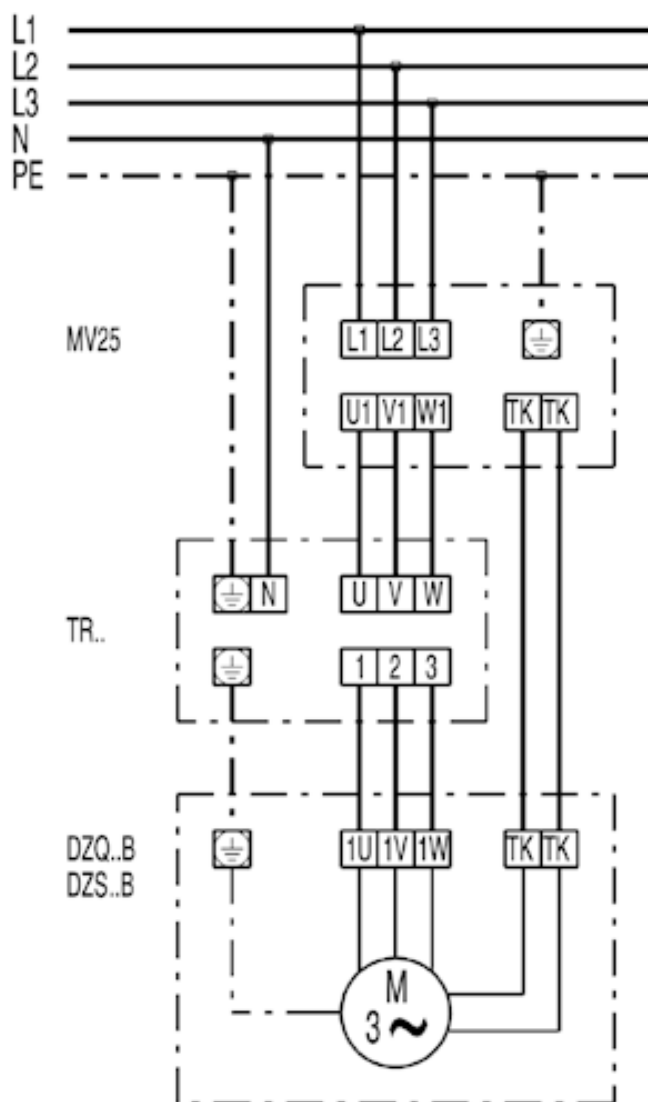 L1
L2
L3
N
PE
MV25
L1 L2 L3
U1 V1 W1 TK TK
N U V W
TR..
1 2 3
DZQ..B 1U 1V 1W TK TK
DZS..B
M
3 ~